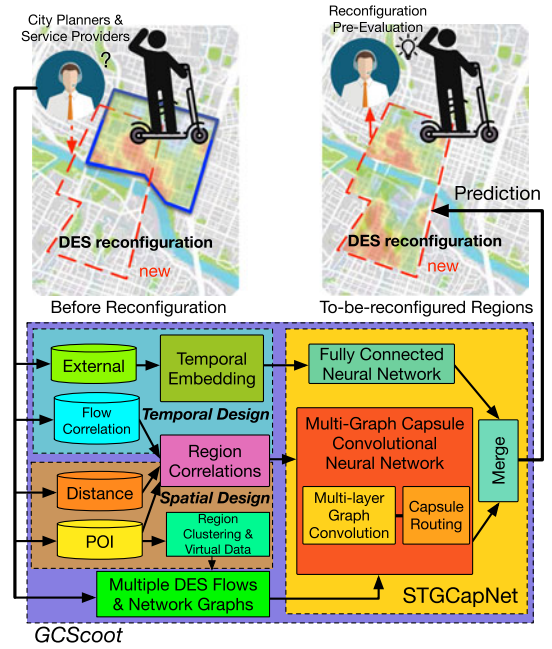 City Planners &
Service Providers
?
DES reconfiguration
new
Before Reconfiguration
Reconfiguration
Pre-Evaluation
Prediction
DES reconfiguration
new
To-be-reconfigured Regions
External
Temporal
Embedding
Flow
Correlation
Temporal Design
Region
Correlations
Distance
Spatial Design
POI
Region
Clustering &
Virtual Data
Multiple DES Flows
& Network Graphs
GCScoot
Fully Connected
Neural Network
Multi-Graph Capsule
Convolutional
Neural Network
Multi-layer
Graph
Convolution
Capsule
Routing
Merge
STGCapNet